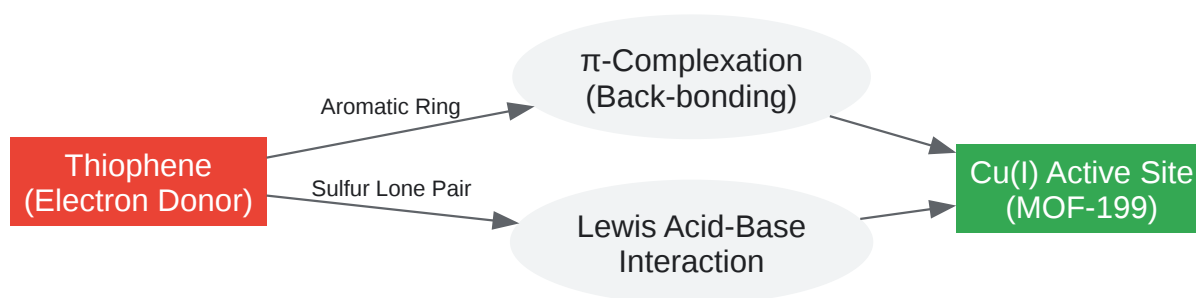 π-Complexation
(Back-bonding)
Aromatic Ring
Thiophene
(Electron Donor)
Sulfur Lone Pair
Cu(I) Active Site
(MOF-199)
Lewis Acid-Base
Interaction